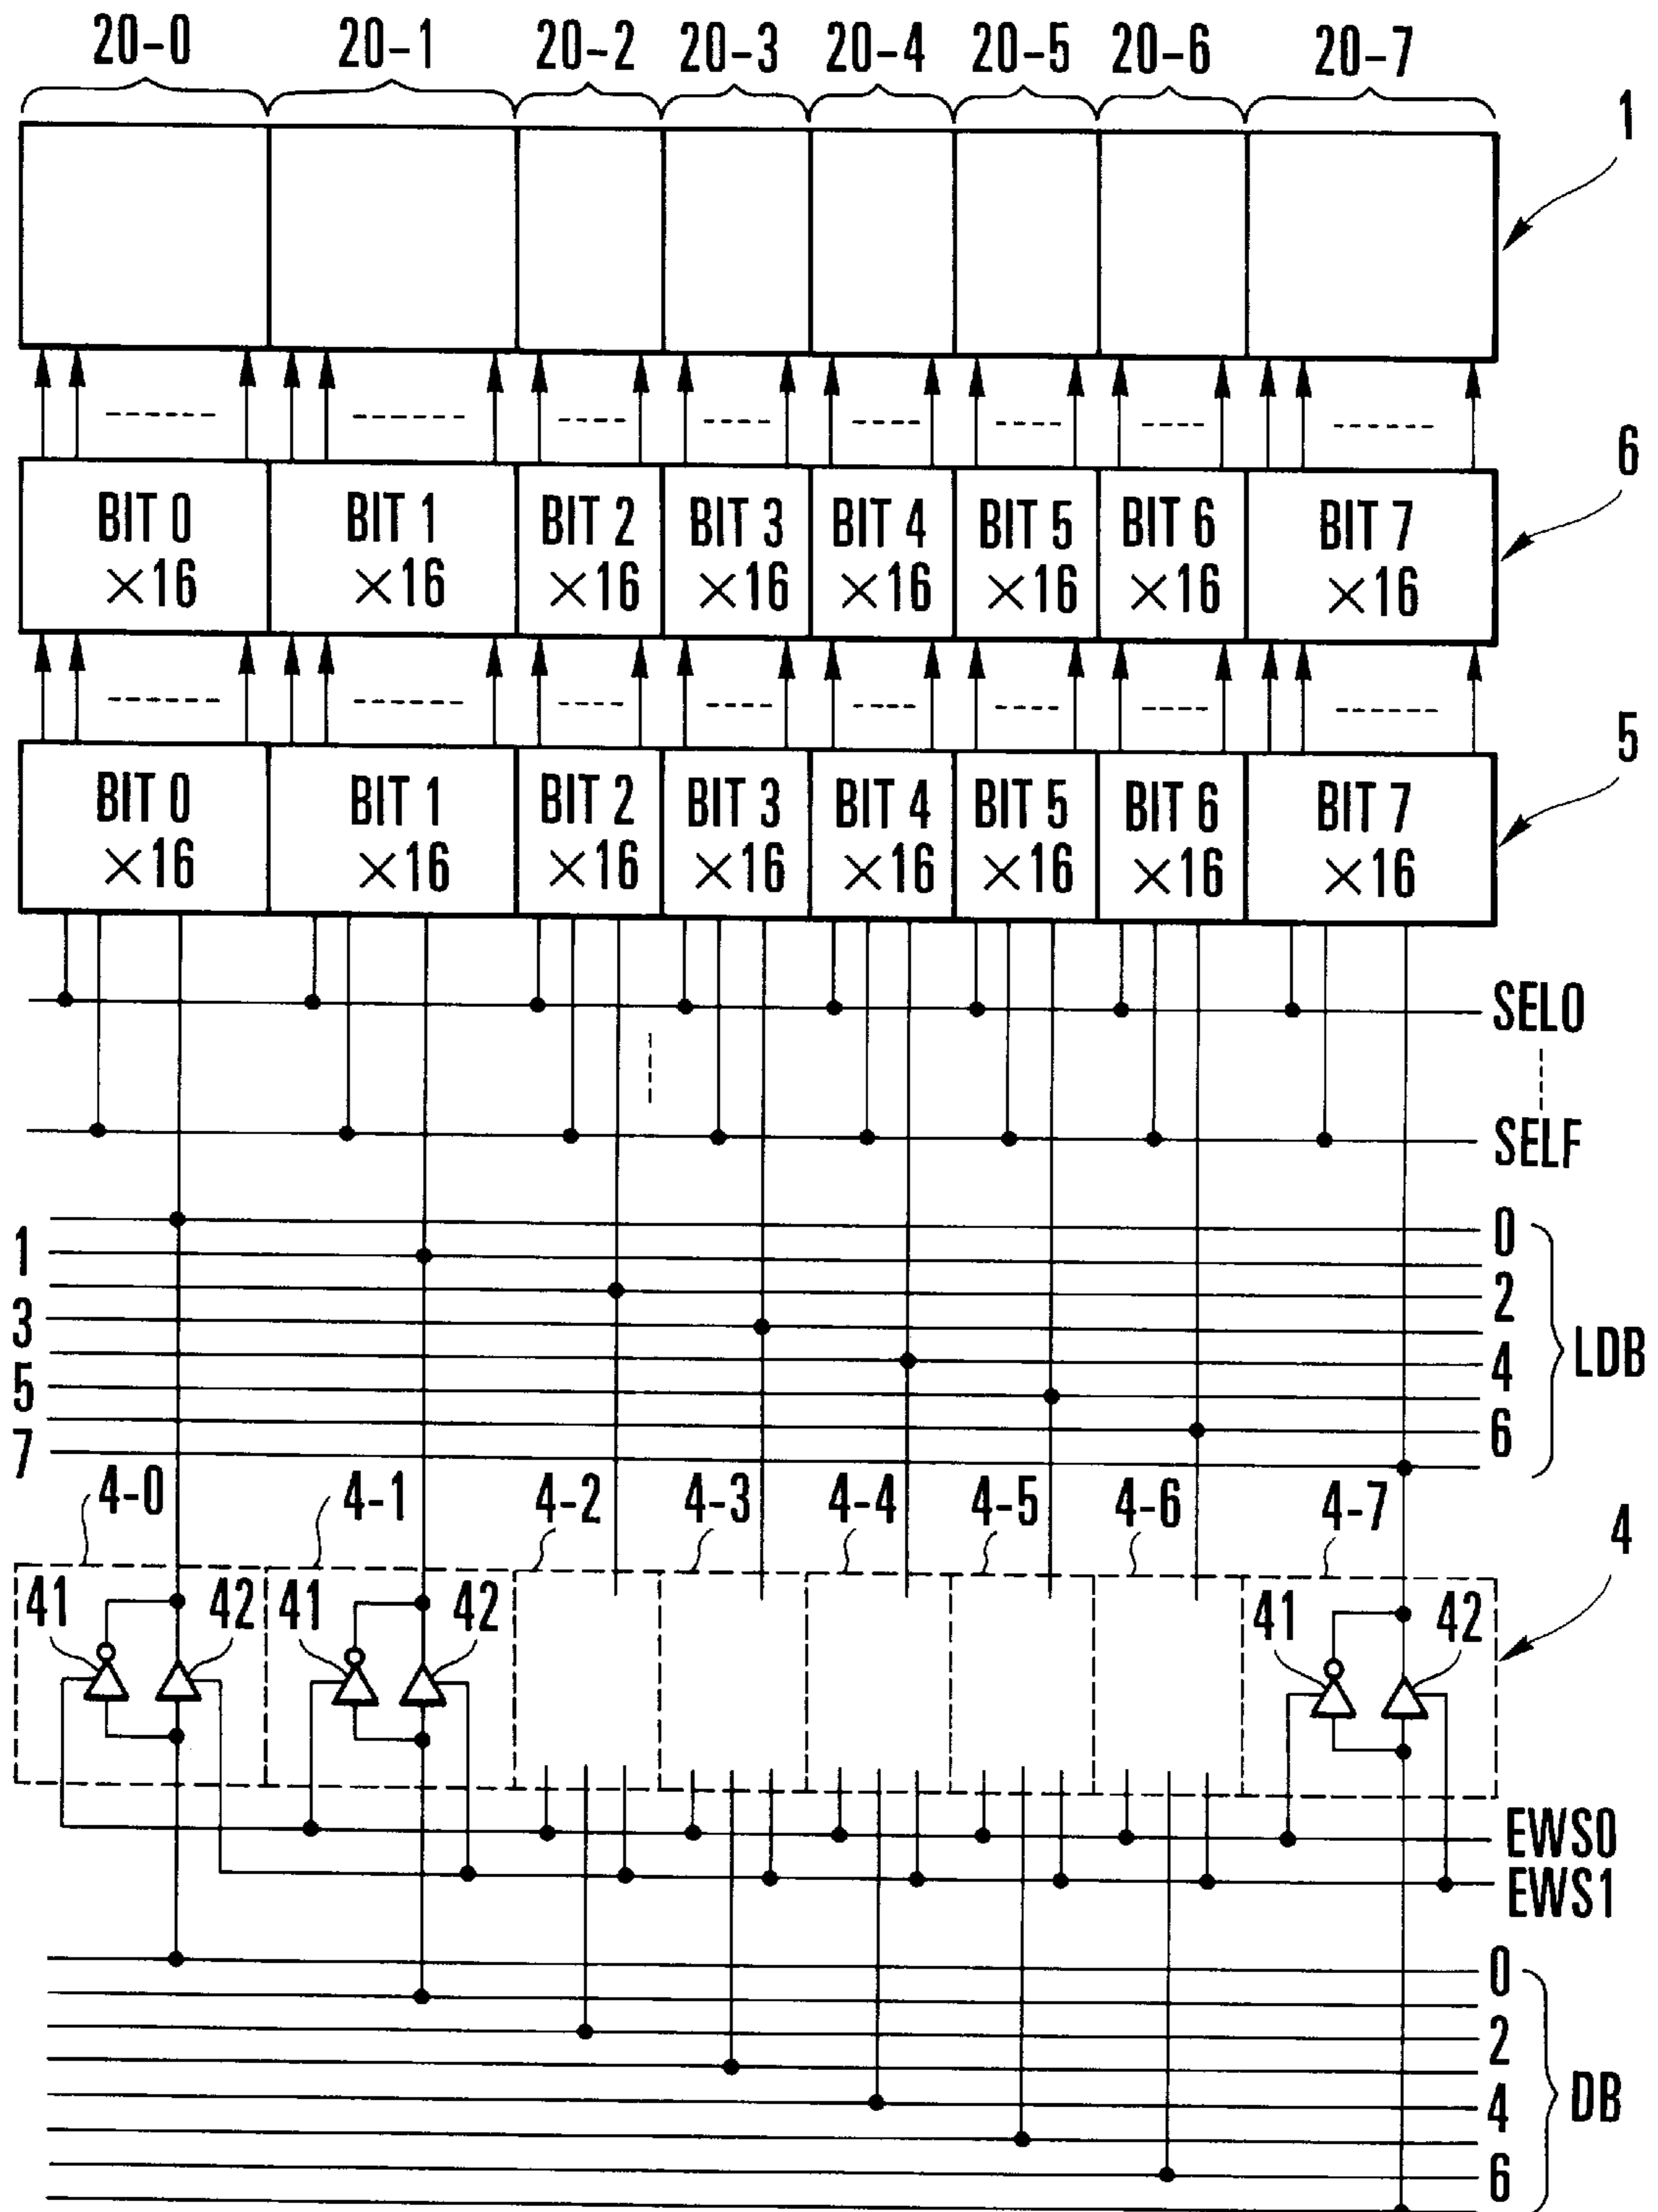 20-0 20-1 20-2 20-3 20-4 20-5 20-6 20-7
1
6
BIT 0 BIT 1 BIT 2 BIT 3 BIT 4 BIT 5 BIT 6 BIT 7
×16 ×16 ×16 ×16 ×16 ×16 ×16 ×16
5
BIT 0 BIT 1 BIT 2 BIT 3 BIT 4 BIT 5 BIT 6 BIT 7
×16 ×16 ×16 ×16 ×16 ×16 ×16 ×16
SEL0
SELF
0
1
2
3
LDB
4
5
6
7
4-0 4-1 4-2 4-3 4-4 4-5 4-6 4-7
4
41 42 41 42 41 42
EWS0
EWS1
0
2
4
DB
6